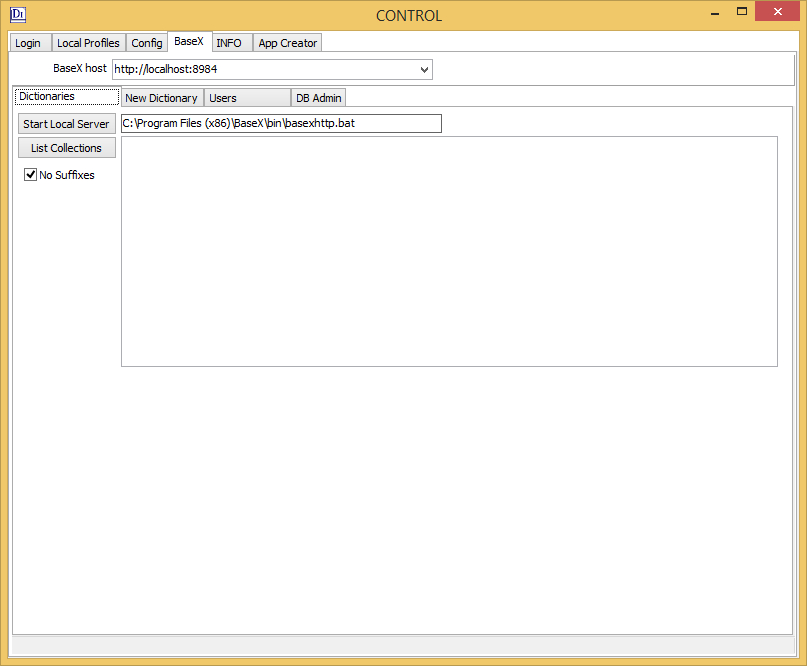 DI CONTROL
Login Local Profiles Config BaseX INFO App Creator
BaseX host http://localhost:8984
Dictionaries New Dictionary Users DB Admin
Start Local Server C:\Program Files (x86)\BaseX\bin\basexhttp.bat
List Collections
No Suffixes